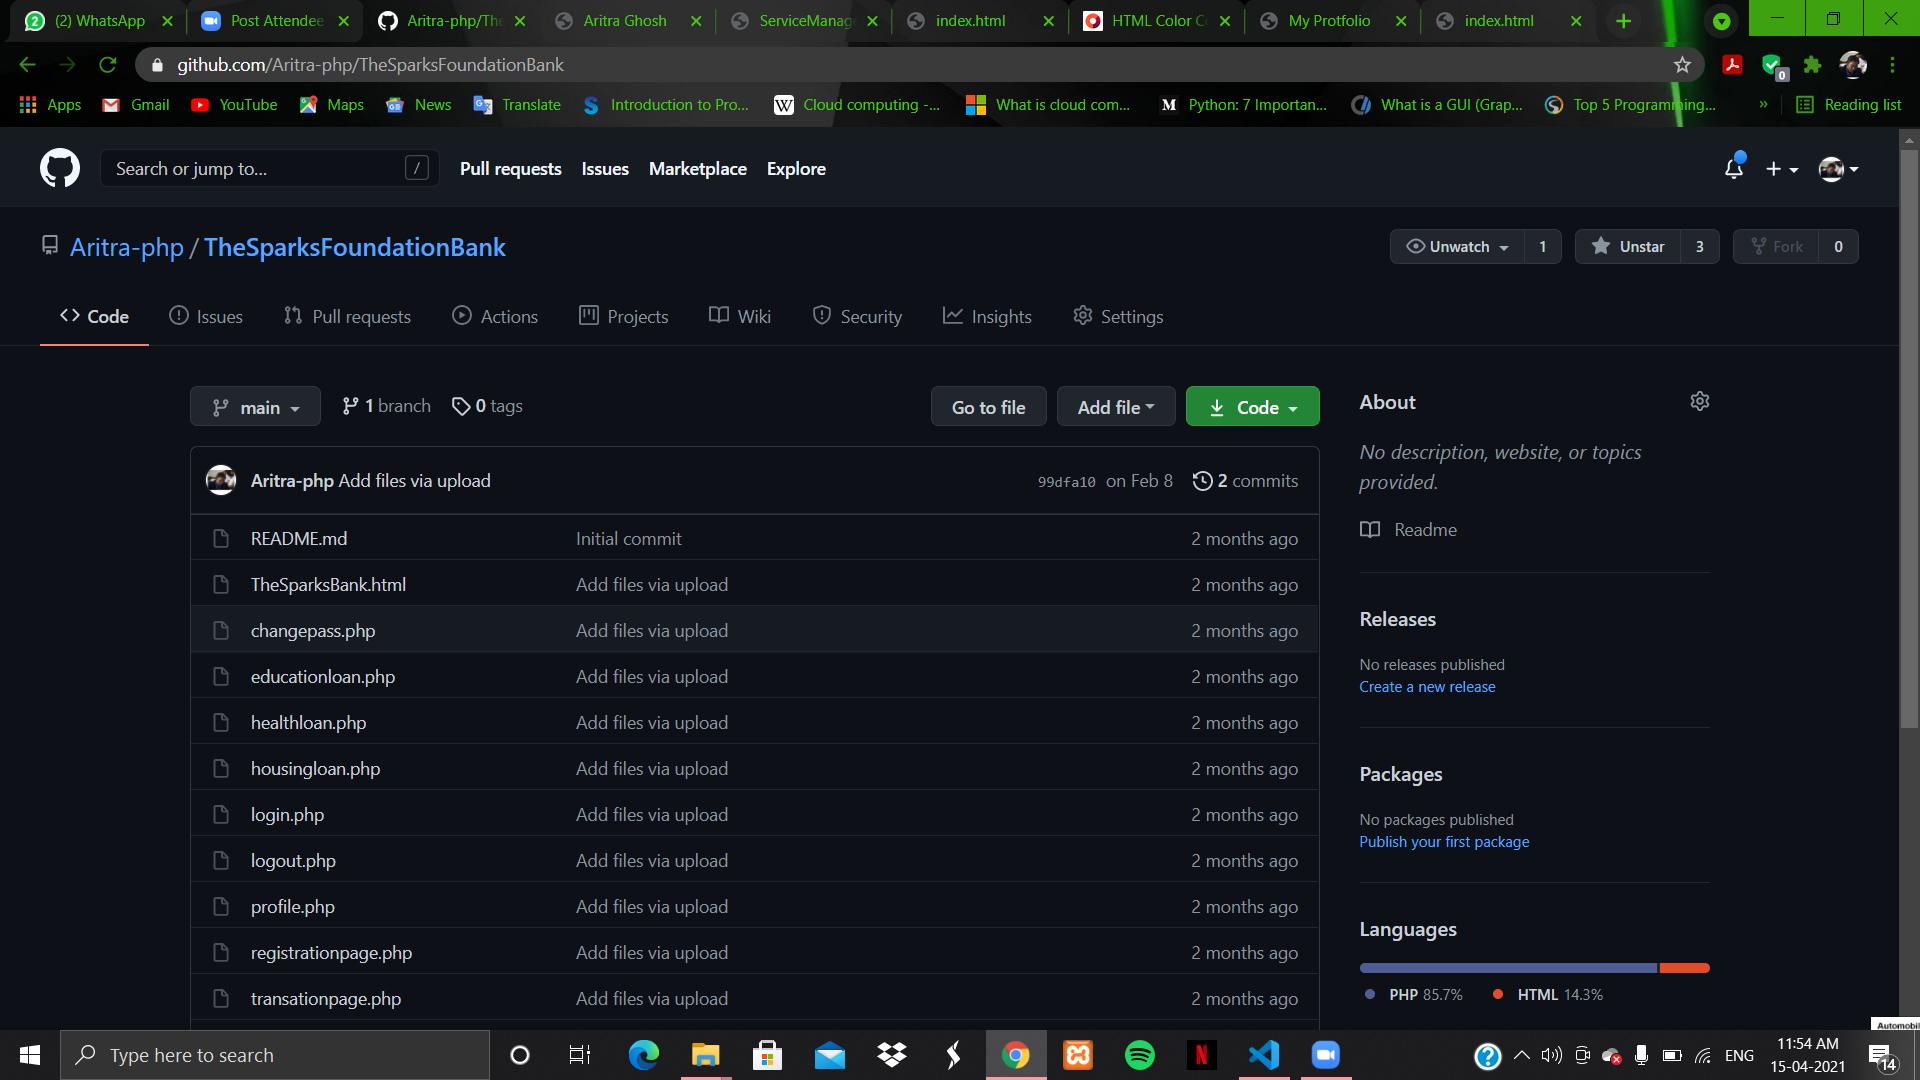 (2) WhatsApp
Post Attendee
Aritra-php/The
Aritra Ghosh
ServiceManage
index.html
HTML Color C
My Protfolio
index.html
github.com/Aritra-php/TheSparksFoundationBank
0
Apps
Gmail
YouTube
Maps
News
Translate
Introduction to Pro...
Cloud computing -...
What is cloud com...
Python: 7 Importan...
What is a GUI (Grap...
Top 5 Programming...
»
Reading list
Search or jump to...
/
Pull requests
Issues
Marketplace
Explore
Aritra-php / TheSparksFoundationBank
Unwatch 1
Unstar 3
Fork 0
Code
Issues
Pull requests
Actions
Projects
Wiki
Security
Insights
Settings
main
1 branch
0 tags
Go to file
Add file
Code
Aritra-php Add files via upload
99dfa10 on Feb 8
2 commits
README.md Initial commit 2 months ago
TheSparksBank.html Add files via upload 2 months ago
changepass.php Add files via upload 2 months ago
educationloan.php Add files via upload 2 months ago
healthloan.php Add files via upload 2 months ago
housingloan.php Add files via upload 2 months ago
login.php Add files via upload 2 months ago
logout.php Add files via upload 2 months ago
profile.php Add files via upload 2 months ago
registrationpage.php Add files via upload 2 months ago
transationpage.php Add files via upload 2 months ago
About
No description, website, or topics
provided.
Readme
Releases
No releases published
Create a new release
Packages
No packages published
Publish your first package
Languages
PHP 85.7%
HTML 14.3%
Automobil
Type here to search
ENG
11:54 AM
15-04-2021
14